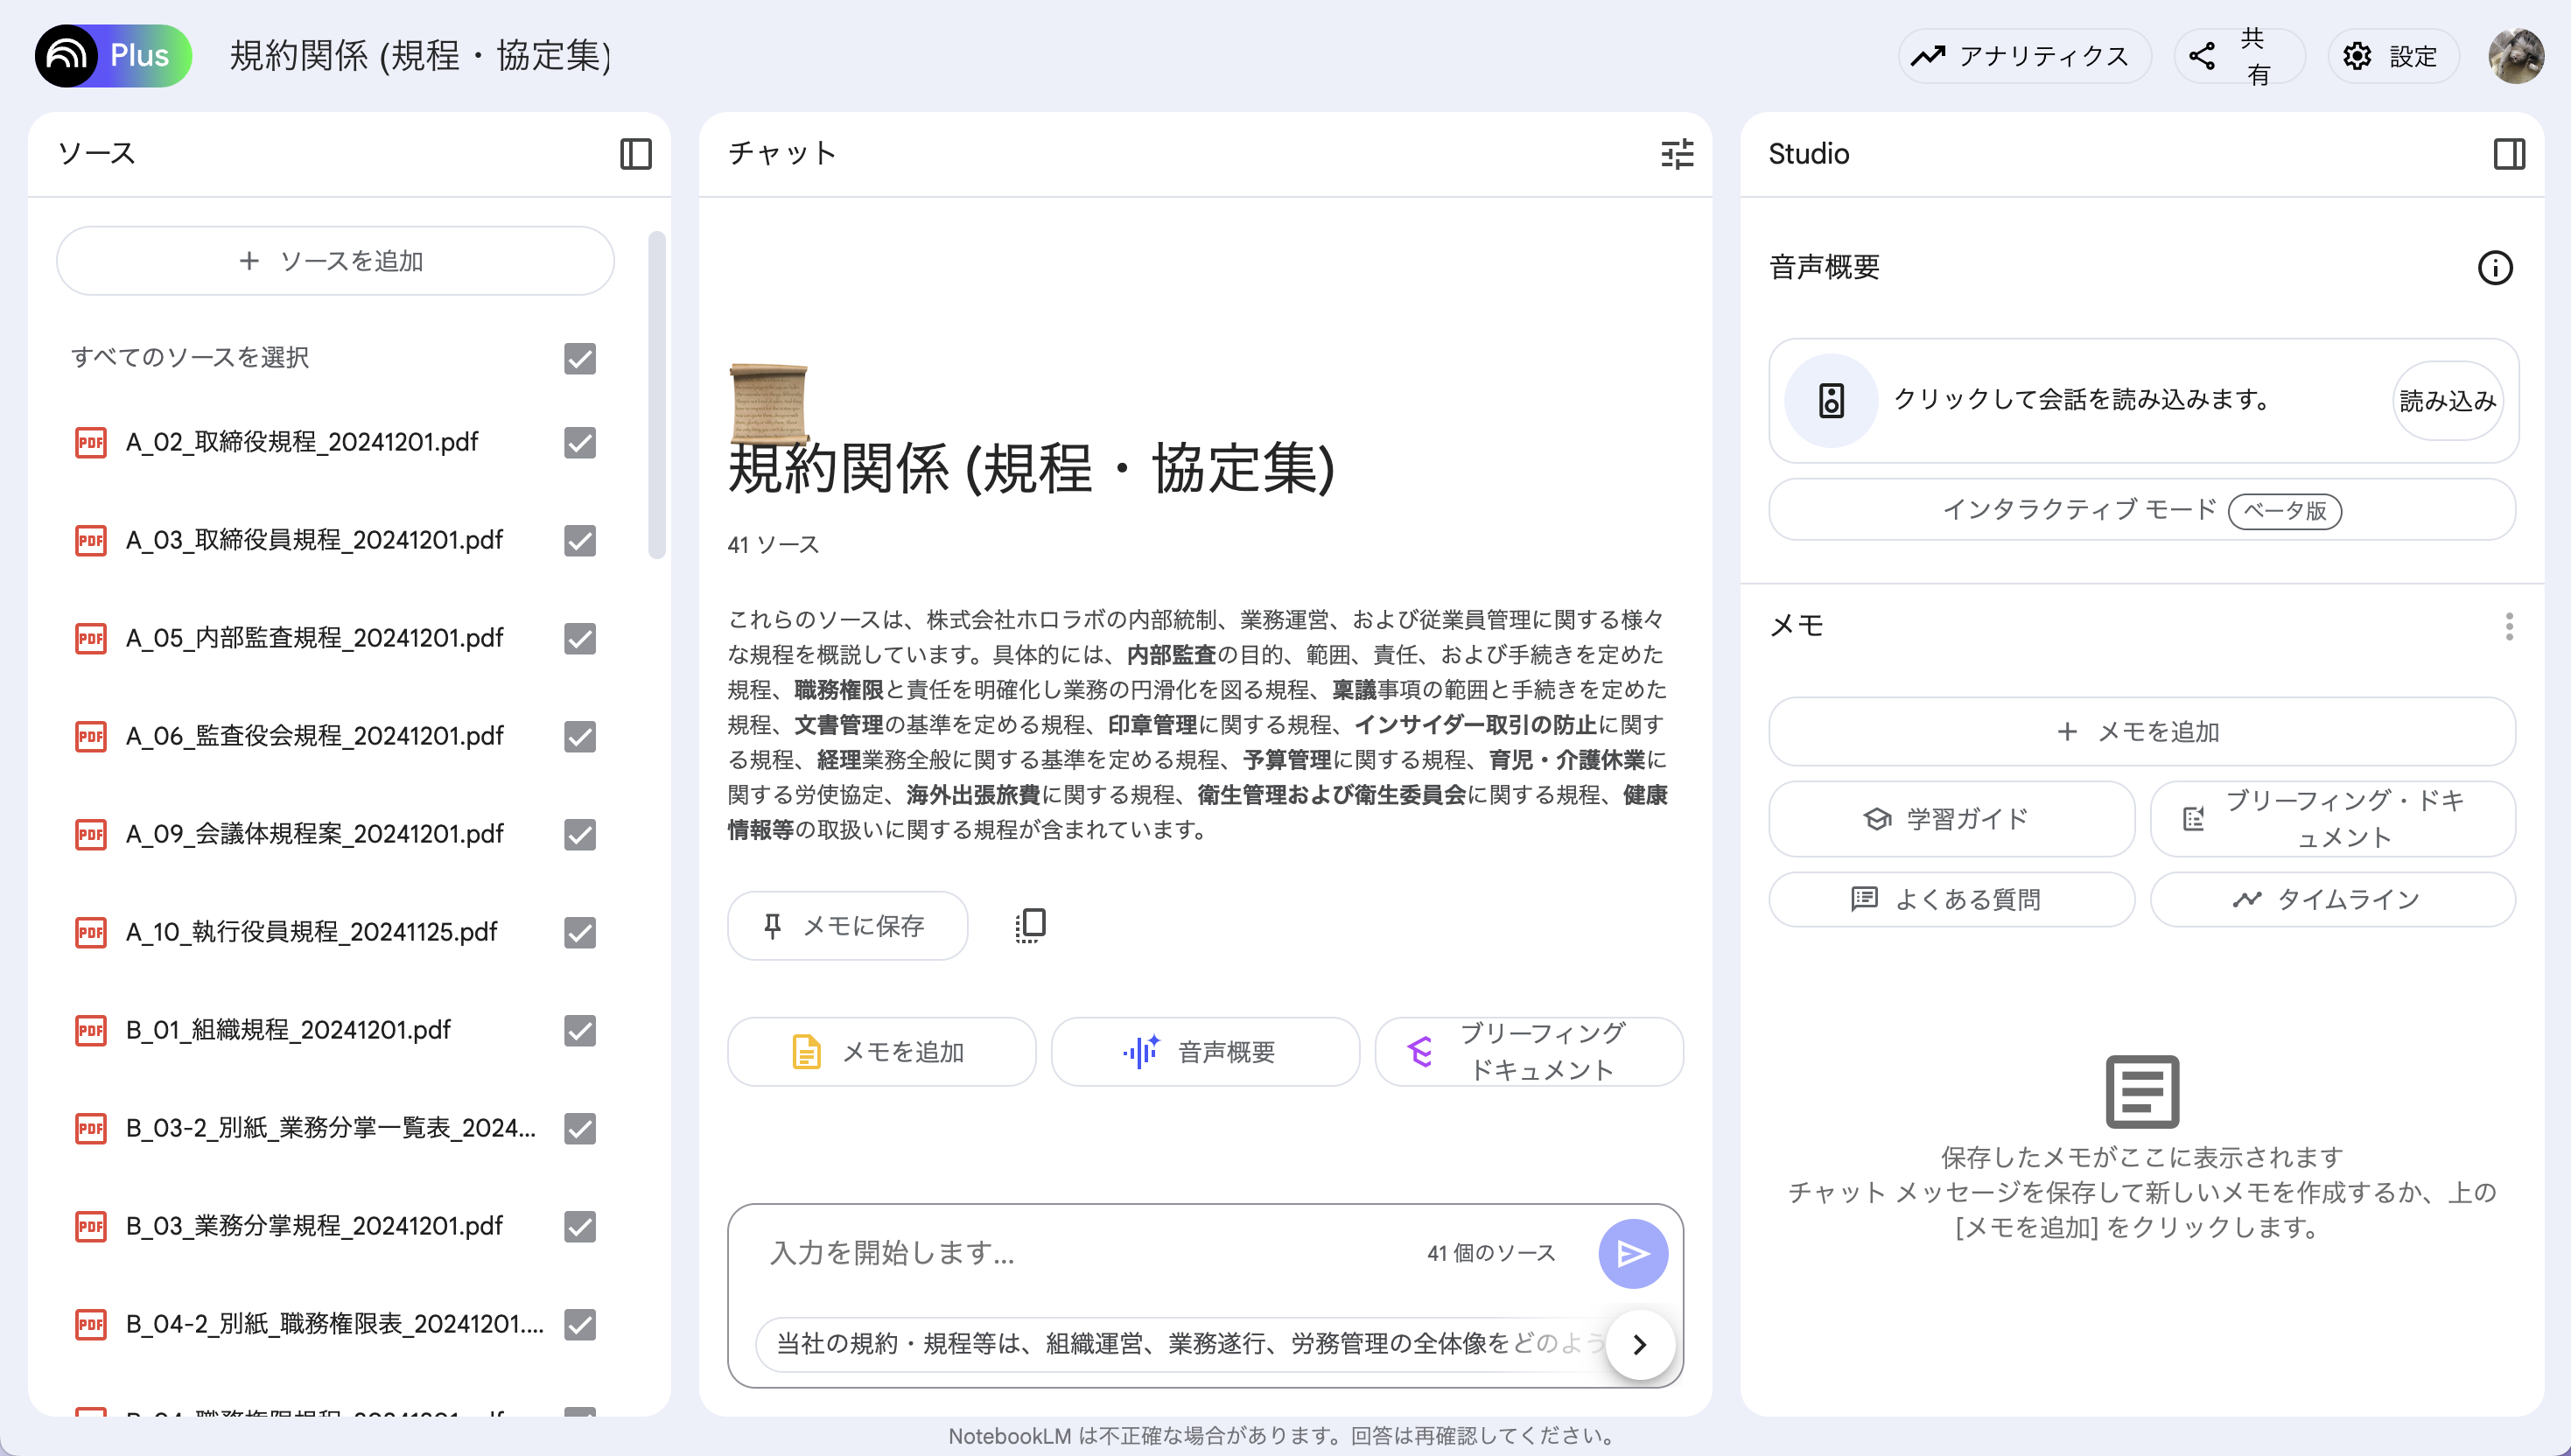 Plus
規約関係 (規程・協定集)
アナリティクス
共有
設定
ソース
+ ソースを追加
すべてのソースを選択
PDF A_02_取締役規程_20241201.pdf
PDF A_03_取締役員規程_20241201.pdf
PDF A_05_内部監査規程_20241201.pdf
PDF A_06_監査役会規程_20241201.pdf
PDF A_09_会議体規程案_20241201.pdf
PDF A_10_執行役員規程_20241125.pdf
PDF B_01_組織規程_20241201.pdf
PDF B_03-2_別紙_業務分掌一覧表_2024...
PDF B_03_業務分掌規程_20241201.pdf
PDF B_04-2_別紙_職務権限表_20241201....
チャット
規約関係 (規程・協定集)
41 ソース
これらのソースは、株式会社ホロラボの内部統制、業務運営、および従業員管理に関する様々
な規程を概説しています。具体的には、内部監査の目的、範囲、責任、および手続きを定めた
規程、職務権限と責任を明確化し業務の円滑化を図る規程、稟議事項の範囲と手続きを定めた
規程、文書管理の基準を定める規程、印章管理に関する規程、インサイダー取引の防止に関す
る規程、経理業務全般に関する基準を定める規程、予算管理に関する規程、育児・介護休業に
関する労使協定、海外出張旅費に関する規程、衛生管理および衛生委員会に関する規程、健康
情報等の取扱いに関する規程が含まれています。
メモに保存
メモを追加
音声概要
ブリーフィング
ドキュメント
入力を開始します...
41 個のソース
当社の規約・規程等は、組織運営、業務遂行、労務管理の全体像をどのよう
Studio
音声概要
クリックして会話を読み込みます。
読み込み
インタラクティブ モード ベータ版
メモ
+ メモを追加
学習ガイド
ブリーフィング・ドキ
ュメント
よくある質問
タイムライン
保存したメモがここに表示されます
チャット メッセージを保存して新しいメモを作成するか、上の
[メモを追加] をクリックします。
NotebookLM は不正確な場合があります。回答は再確認してください。